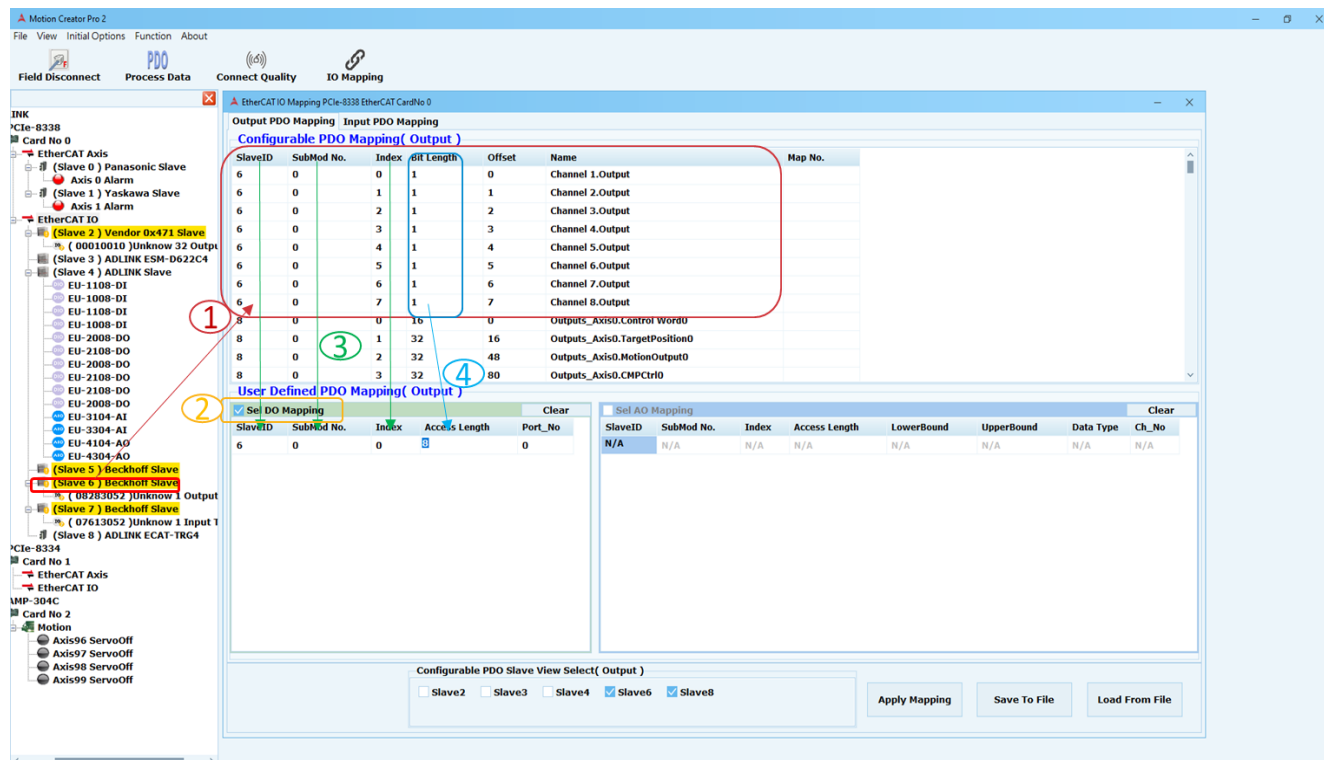 Motion Creator Pro 2
File View Initial Options Function About
PDO
Field Disconnect Process Data Connect Quality IO Mapping
LINK
PCIe-8338
Card No 0
EtherCAT Axis
(Slave 0 ) Panasonic Slave
Axis 0 Alarm
(Slave 1 ) Yaskawa Slave
Axis 1 Alarm
EtherCAT IO
(Slave 2 ) Vendor 0x471 Slave
( 00010010 )Unknow 32 Outpu
(Slave 3 ) ADLINK ESM-D622C4
(Slave 4 ) ADLINK Slave
EU-1108-DI
EU-1008-DI
EU-1108-DI
EU-1008-DI
EU-2008-DO
EU-2108-DO
EU-2008-DO
EU-2108-DO
EU-2108-DO
EU-2008-DO
EU-3104-AI
EU-3304-AI
EU-4104-AO
EU-4304-AO
(Slave 5 ) Beckhoff Slave
(Slave 6 ) Beckhoff Slave
( 08283052 )Unknow 1 Output
(Slave 7 ) Beckhoff Slave
( 07613052 )Unknow 1 Input T
(Slave 8 ) ADLINK ECAT-TRG4
PCIe-8334
Card No 1
EtherCAT Axis
EtherCAT IO
AMP-304C
Card No 2
Motion
Axis96 ServoOff
Axis97 ServoOff
Axis98 ServoOff
Axis99 ServoOff
EtherCAT IO Mapping PCIe-8338 EtherCAT CardNo 0
Output PDO Mapping Input PDO Mapping
Configurable PDO Mapping( Output )
SlaveID SubMod No. Index Bit Length Offset Name Map No.
6 0 0 1 0 Channel 1.Output
6 0 1 1 1 Channel 2.Output
6 0 2 1 2 Channel 3.Output
6 0 3 1 3 Channel 4.Output
6 0 4 1 4 Channel 5.Output
6 0 5 1 5 Channel 6.Output
6 0 6 1 6 Channel 7.Output
6 0 7 1 7 Channel 8.Output
8 0 0 16 0 Outputs_Axis0.Control Word0
8 0 1 32 16 Outputs_Axis0.TargetPosition0
8 0 2 32 48 Outputs_Axis0.MotionOutput0
8 0 3 32 80 Outputs_Axis0.CMPCtrl0
1
3
4
2
User Defined PDO Mapping( Output )
Sel DO Mapping Clear
SlaveID SubMod No. Index Access Length Port_No
6 0 0 8 0
Sel AO Mapping Clear
SlaveID SubMod No. Index Access Length LowerBound UpperBound Data Type Ch_No
N/A N/A N/A N/A N/A N/A N/A N/A
Configurable PDO Slave View Select( Output )
Slave2 Slave3 Slave4 Slave6 Slave8
Apply Mapping Save To File Load From File